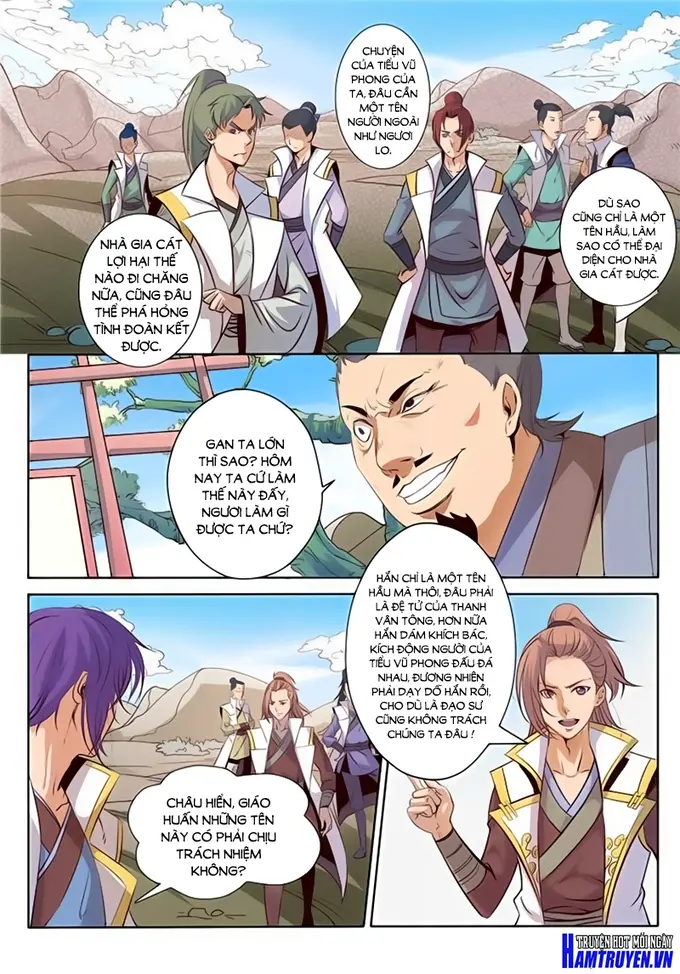 CHUYỆN
CỦA TIỂU VŨ
PHONG CỦA
TA, ĐÂU CẦN
MỘT TÊN
NGƯỜI NGOÀI
NHƯ NGƯƠI
LO.
DÙ SAO
CŨNG CHỈ LÀ MỘT
TÊN HẦU, LÀM
SAO CÓ THỂ ĐẠI
DIỆN CHO NHÀ
GIA CÁT ĐƯỢC.
NHÀ GIA CÁT
LỢI HẠI THẾ
NÀO ĐI CHĂNG
NỮA, CŨNG ĐÂU
THỂ PHÁ HỎNG
TÌNH ĐOÀN KẾT
ĐƯỢC.
GAN TA LỚN
THÌ SAO? HÔM
NAY TA CỨ LÀM
THẾ NÀY ĐẤY,
NGƯƠI LÀM GÌ
ĐƯỢC TA CHỨ?
HẮN CHỈ LÀ MỘT TÊN
HẦU MÀ THÔI, ĐÂU PHẢI
LÀ ĐỆ TỬ CỦA THANH
VÂN TÔNG, HƠN NỮA
HẮN DÁM KHÍCH BÁC,
KÍCH ĐỘNG NGƯỜI CỦA
TIỂU VŨ PHONG ĐẤU ĐÁ
NHAU, ĐƯƠNG NHIÊN
PHẢI DẠY DỖ HẮN RỒI,
CHO DÙ LÀ ĐẠO SƯ
CŨNG KHÔNG TRÁCH
CHÚNG TA ĐÂU!
CHÂU HIỂN, GIÁO
HUẤN NHỮNG TÊN
NÀY CÓ PHẢI CHỊU
TRÁCH NHIỆM
KHÔNG?
TRUYỆN HOT MỖI NGÀY
HAMTRUYEN.VN